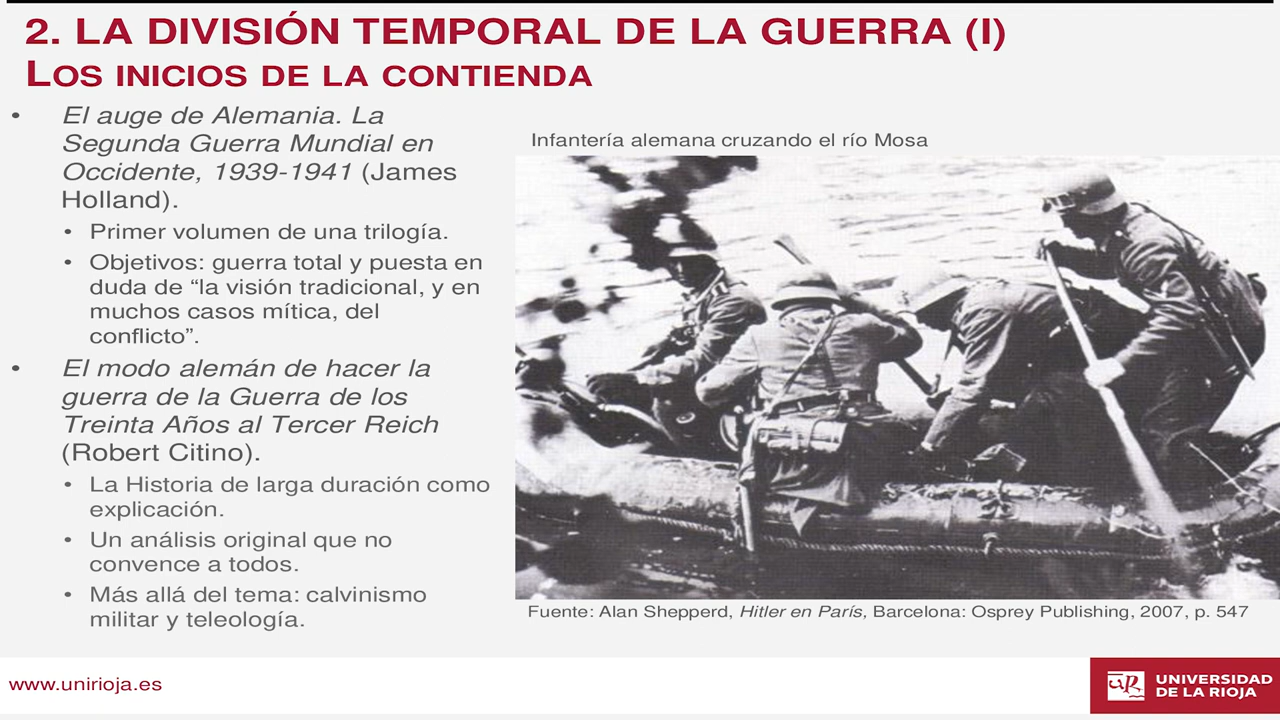 2. LA DIVISIÓN TEMPORAL DE LA GUERRA (I)
LOS INICIOS DE LA CONTIENDA
• El auge de Alemania. La
Segunda Guerra Mundial en
Occidente, 1939-1941 (James
Holland).
• Primer volumen de una trilogía.
• Objetivos: guerra total y puesta en
duda de “la visión tradicional, y en
muchos casos mítica, del
conflicto”.
• El modo alemán de hacer la
guerra de la Guerra de los
Treinta Años al Tercer Reich
(Robert Citino).
• La Historia de larga duración como
explicación.
• Un análisis original que no
convence a todos.
• Más allá del tema: calvinismo
militar y teleología.
Infantería alemana cruzando el río Mosa
Fuente: Alan Shepperd, Hitler en París, Barcelona: Osprey Publishing, 2007, p. 547
www.unirioja.es
UNIVERSIDAD
DE LA RIOJA